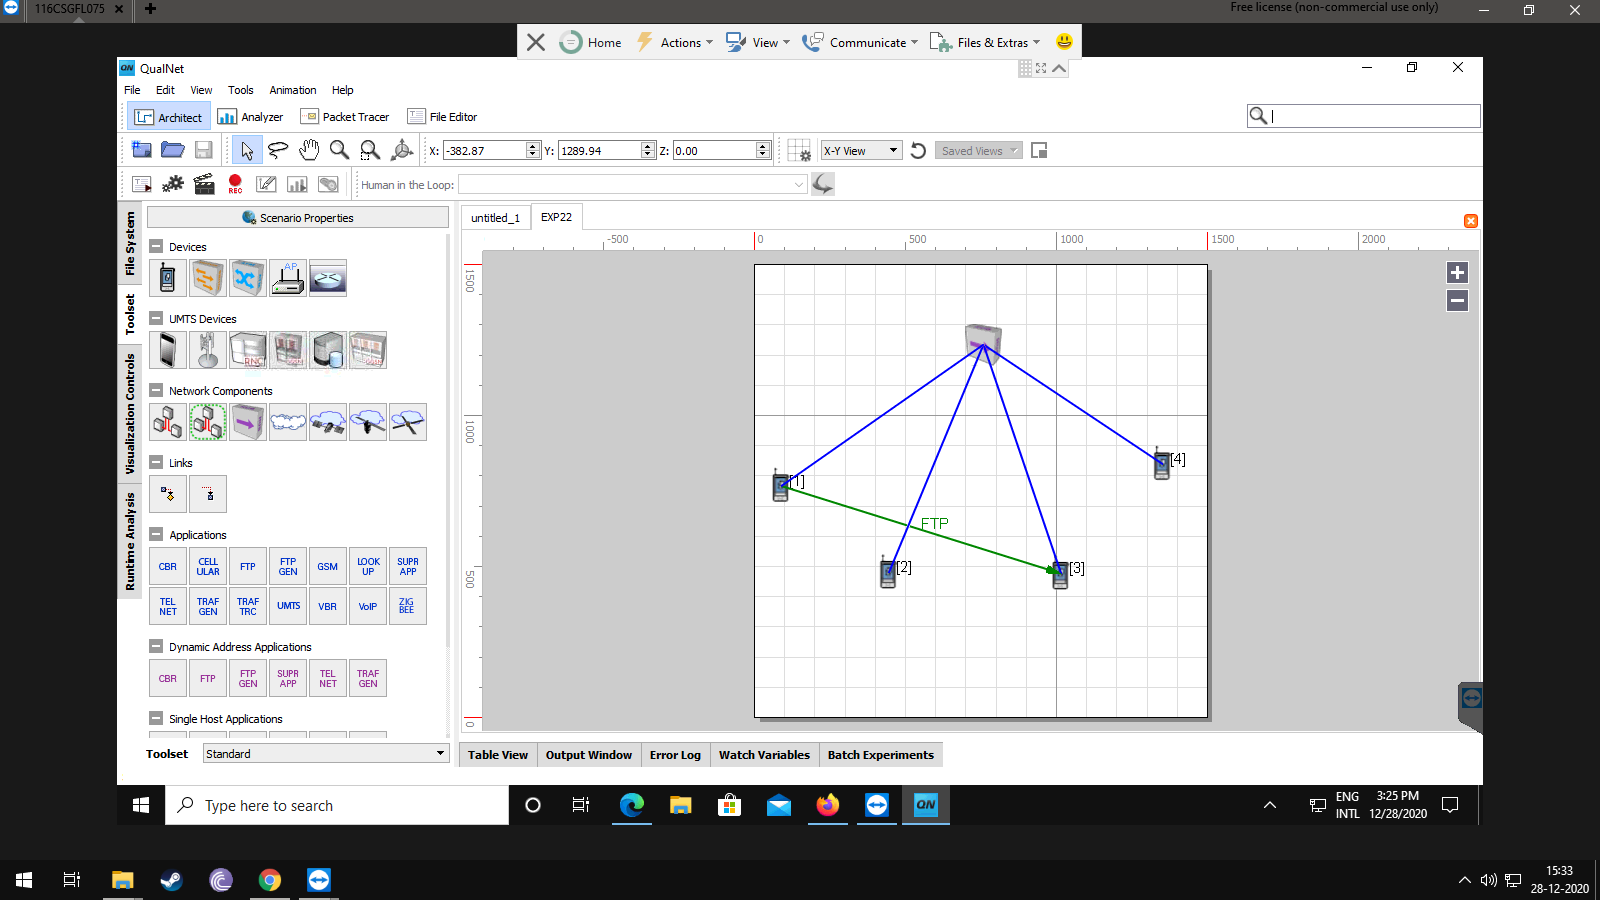 116CSGFL075
Free license (non-commercial use only)
Home Actions View Communicate Files & Extras
QN QualNet
File Edit View Tools Animation Help
Architect Analyzer Packet Tracer File Editor
X: -382.87 Y: 1289.94 Z: 0.00 X-Y View Saved Views
REC Human in the Loop:
File System
Toolset
Visualization Controls
Runtime Analysis
Scenario Properties
Devices
AP
UMTS Devices
RNC
Network Components
Links
Applications
CBR CELL ULAR FTP FTP GEN GSM LOOK UP SUPR APP
TEL NET TRAF GEN TRAF TRC UMTS VBR VoIP ZIG BEE
Dynamic Address Applications
CBR FTP FTP GEN SUPR APP TEL NET TRAF GEN
Single Host Applications
Toolset Standard
untitled_1 EXP22
-500 0 500 1000 1500 2000
1500
1000
500
0
[1]
[2]
[3]
[4]
FTP
Table View Output Window Error Log Watch Variables Batch Experiments
Type here to search
QN
ENG
INTL
3:25 PM
12/28/2020
15:33
28-12-2020